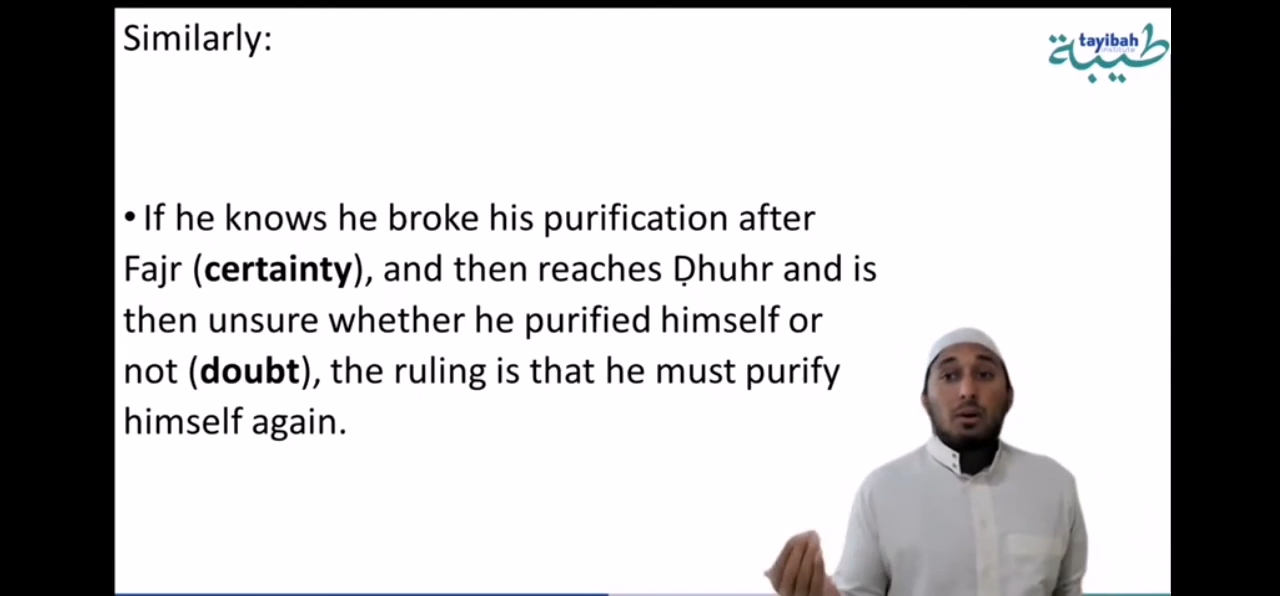 Similarly:
طيبة
tayibah
institute
• If he knows he broke his purification after
Fajr (certainty), and then reaches Ḍhuhr and is
then unsure whether he purified himself or
not (doubt), the ruling is that he must purify
himself again.